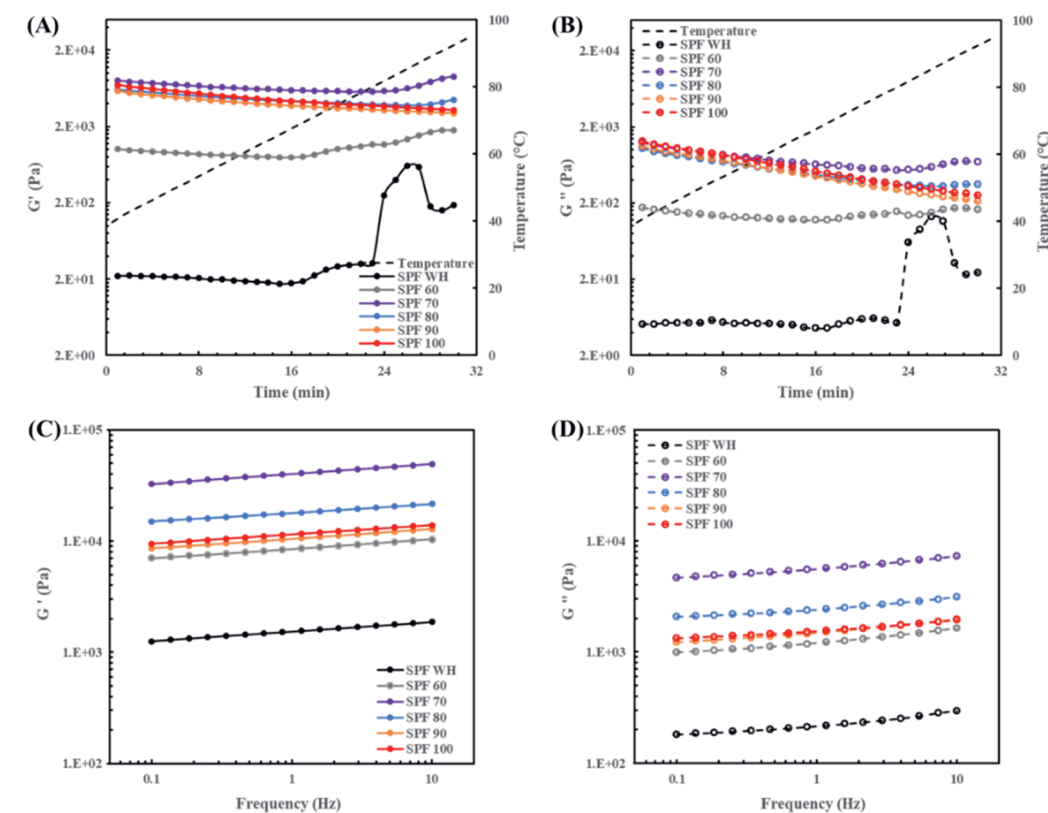 (A)
2.E+04
2.E+03
2.E+02
2.E+01
2.E+00
G' (Pa)
0
8
16
24
32
Time (min)
100
80
60
40
20
0
Temperature (°C)
Temperature
SPF WH
SPF 60
SPF 70
SPF 80
SPF 90
SPF 100
(B)
2.E+04
2.E+03
2.E+02
2.E+01
2.E+00
G " (Pa)
0
8
16
24
32
Time (min)
100
80
60
40
20
0
Temperature (°C)
Temperature
SPF WH
SPF 60
SPF 70
SPF 80
SPF 90
SPF 100
(C)
1.E+05
1.E+04
1.E+03
1.E+02
G ' (Pa)
0.1
1
10
Frequency (Hz)
SPF WH
SPF 60
SPF 70
SPF 80
SPF 90
SPF 100
(D)
1.E+05
1.E+04
1.E+03
1.E+02
G " (Pa)
0.1
1
10
Frequency (Hz)
SPF WH
SPF 60
SPF 70
SPF 80
SPF 90
SPF 100